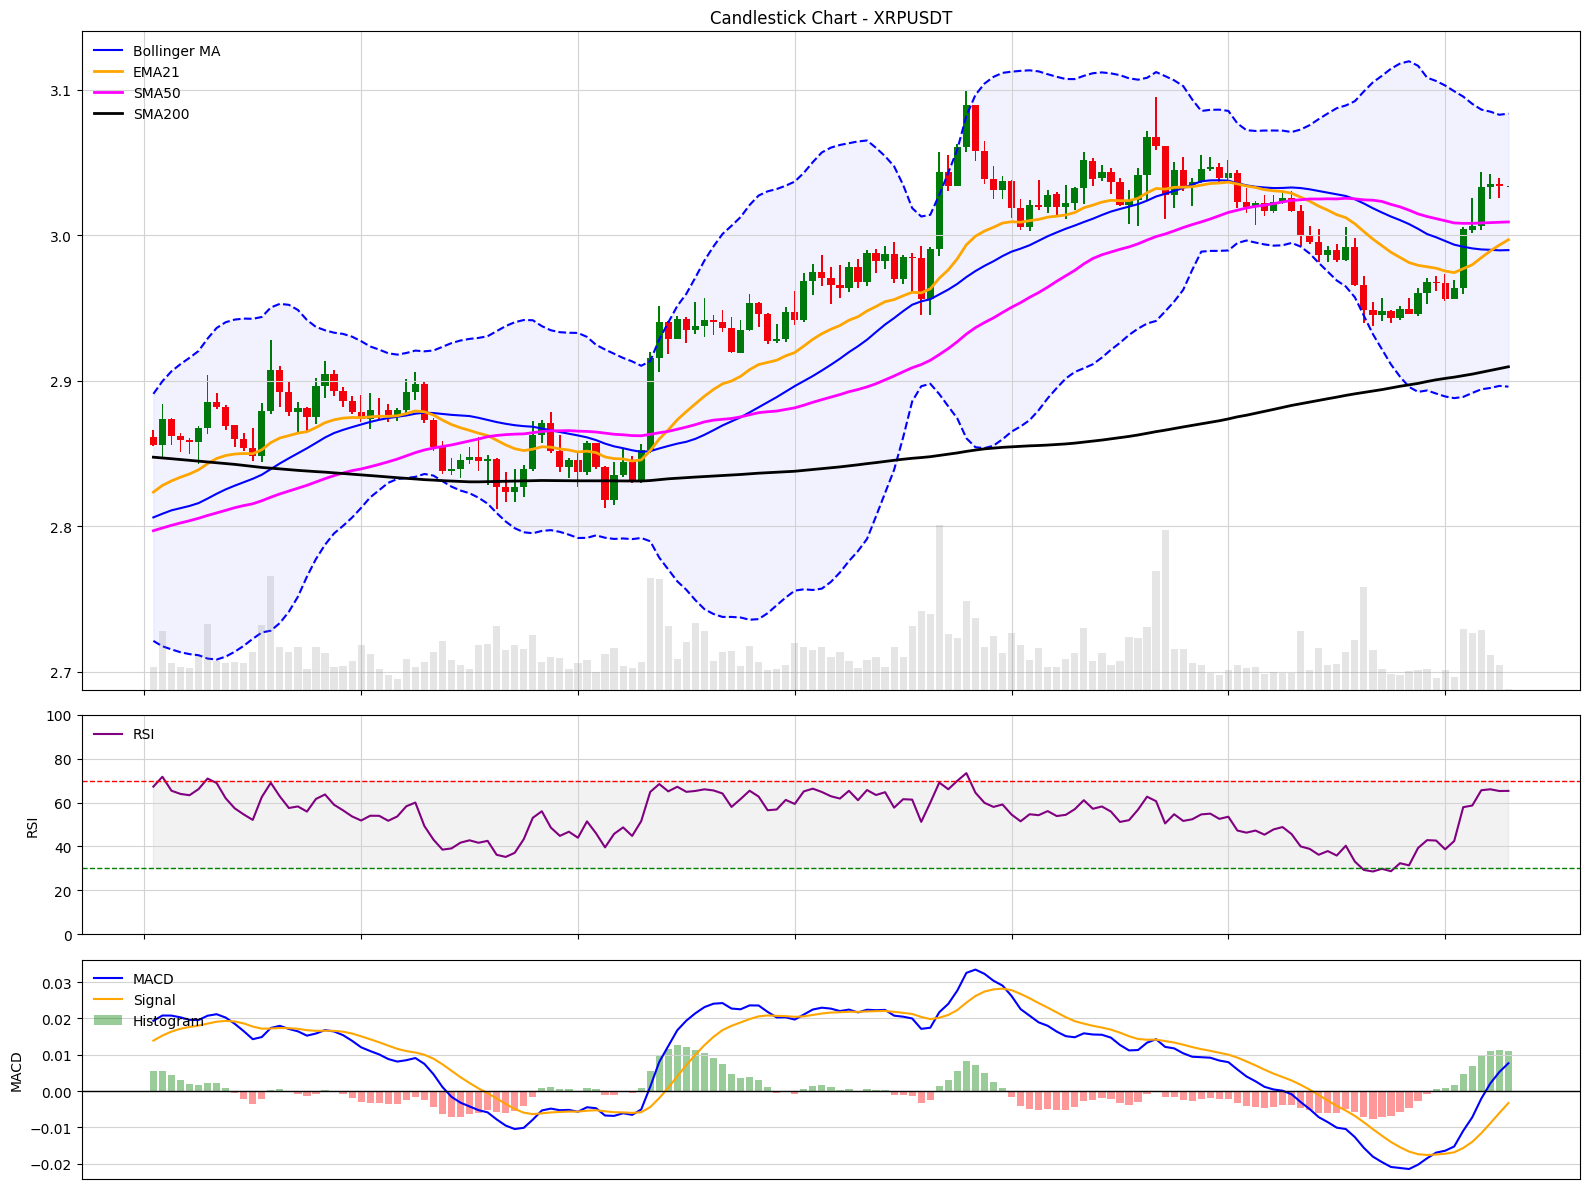 Candlestick Chart - XRPUSDT
Bollinger MA
EMA21
SMA50
SMA200
3.1
3.0
2.9
2.8
2.7
RSI
100
80
60
40
20
0
RSI
MACD
Signal
Histogram
0.03
0.02
0.01
0.00
−0.01
−0.02
MACD